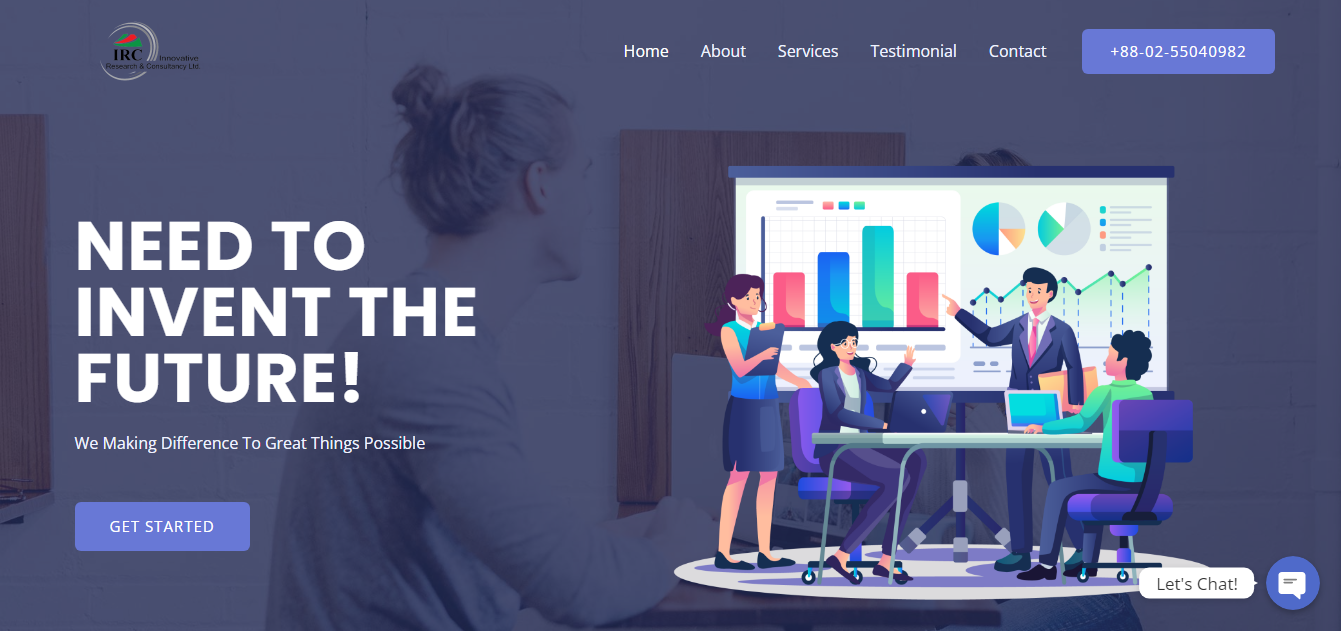 IRC
Innovative
Research & Consultancy Ltd.
Home
About
Services
Testimonial
Contact
+88-02-55040982
NEED TO
INVENT THE
FUTURE!
We Making Difference To Great Things Possible
GET STARTED
Let's Chat!